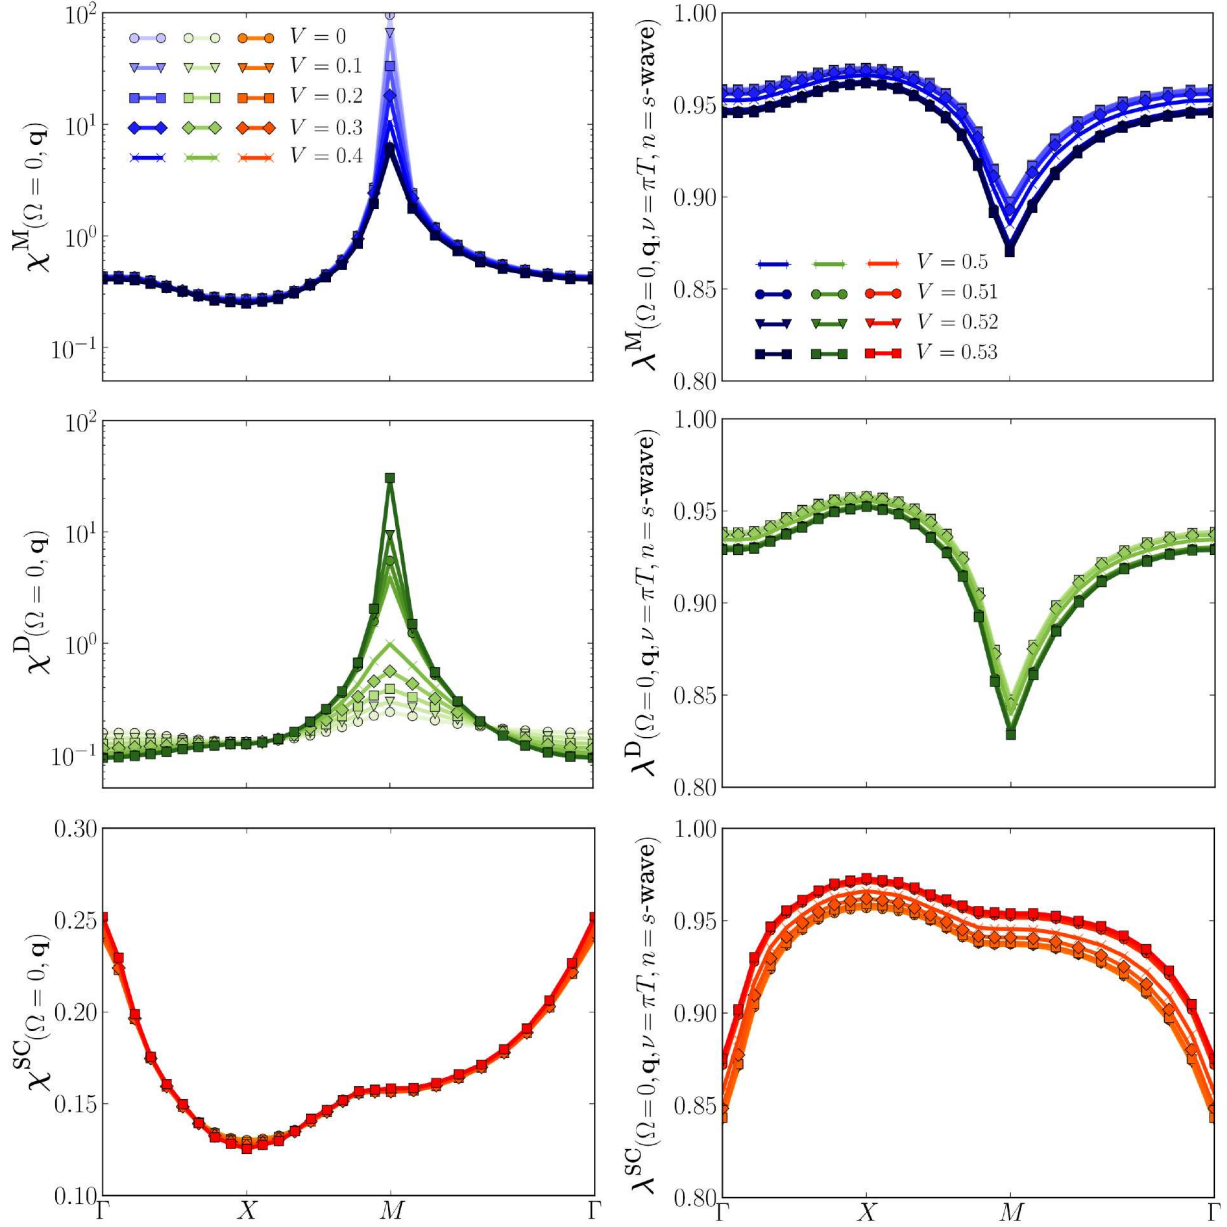 10^2
10^1
10^0
10^{-1}
χ^M(Ω = 0, q)
V = 0
V = 0.1
V = 0.2
V = 0.3
V = 0.4
1.00
0.95
0.90
0.85
0.80
λ^M(Ω = 0, q, ν = πT, n = s-wave)
V = 0.5
V = 0.51
V = 0.52
V = 0.53
10^2
10^1
10^0
10^{-1}
χ^D(Ω = 0, q)
1.00
0.95
0.90
0.85
0.80
λ^D(Ω = 0, q, ν = πT, n = s-wave)
0.30
0.25
0.20
0.15
0.10
χ^SC(Ω = 0, q)
Γ X M Γ
1.00
0.95
0.90
0.85
0.80
λ^SC(Ω = 0, q, ν = πT, n = s-wave)
Γ X M Γ